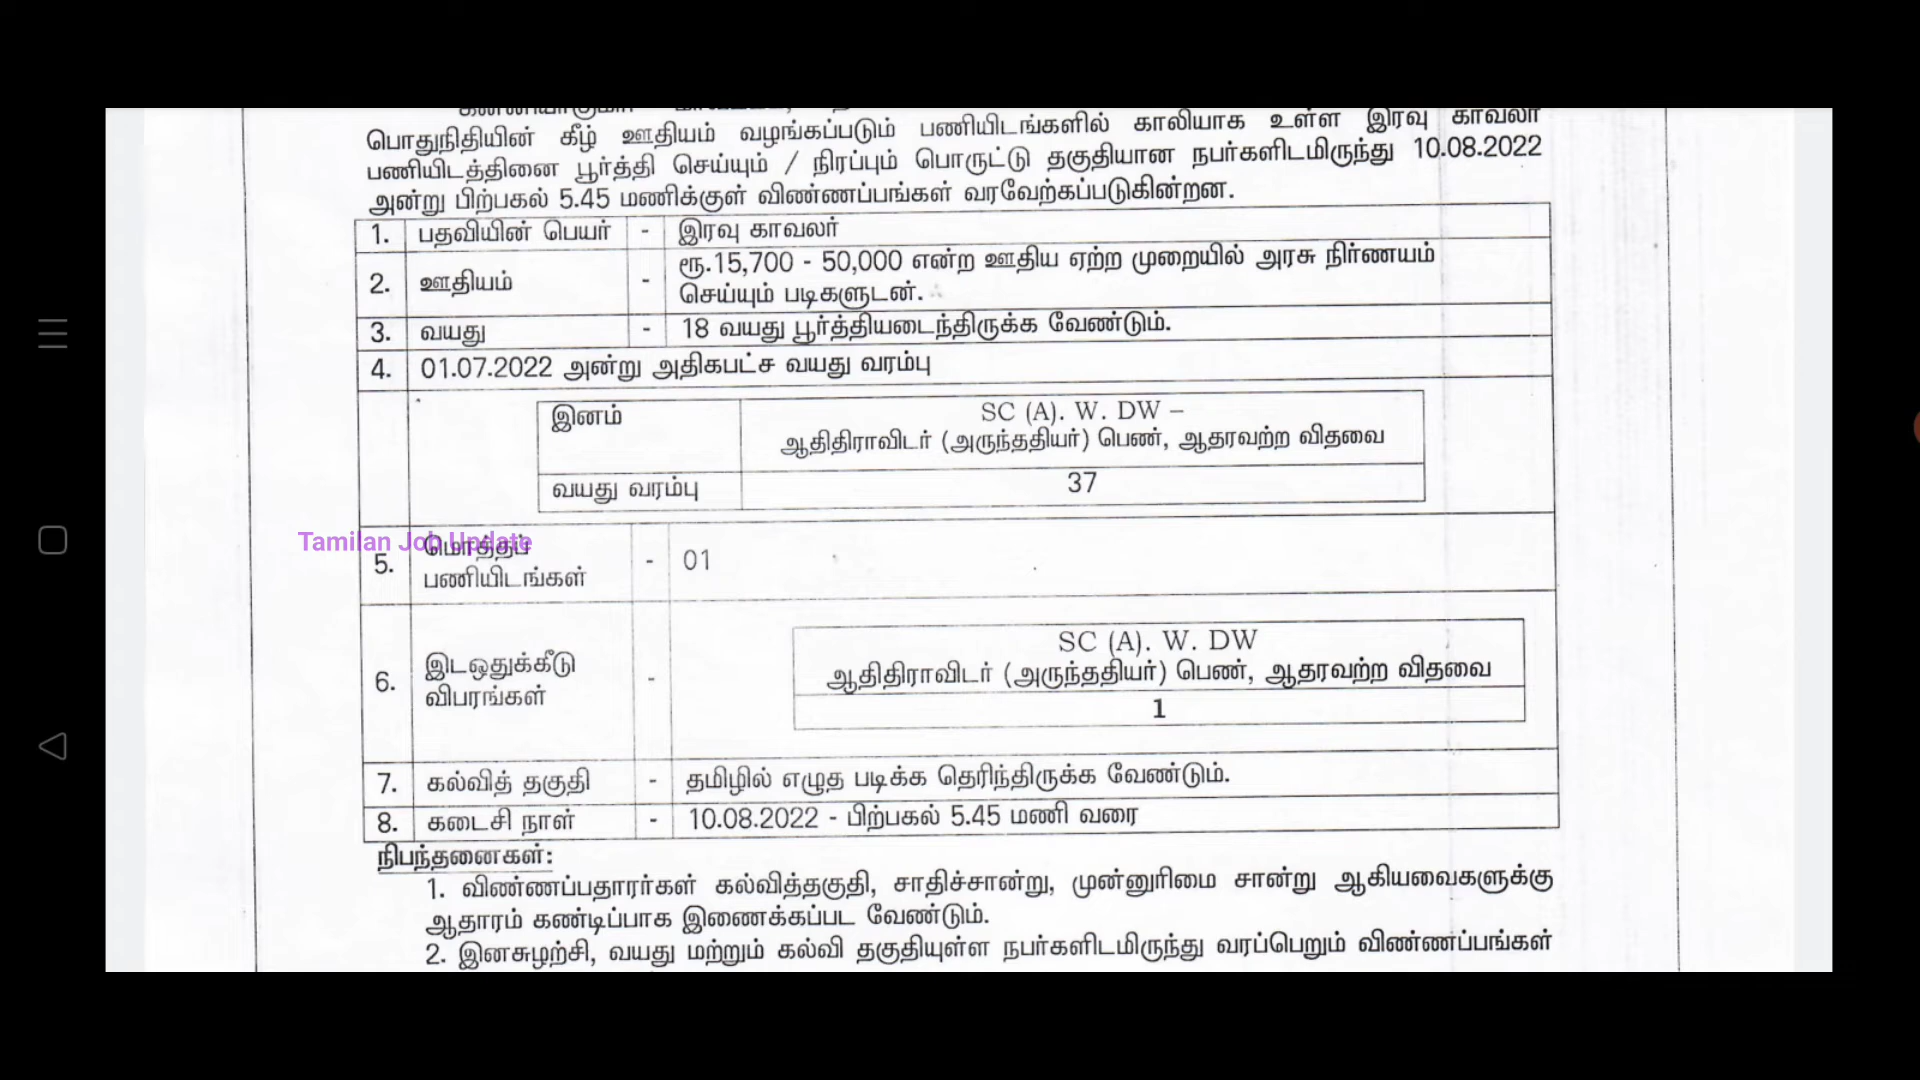 பொதுநிதியின் கீழ் ஊதியம் வழங்கப்படும் பணியிடங்களில் காலியாக உள்ள இரவு காவலர்
பணியிடத்தினை பூர்த்தி செய்யும் / நிரப்பும் பொருட்டு தகுதியான நபர்களிடமிருந்து 10.08.2022
அன்று பிற்பகல் 5.45 மணிக்குள் விண்ணப்பங்கள் வரவேற்கப்படுகின்றன.
1. பதவியின் பெயர் - இரவு காவலர்
2. ஊதியம் - ரூ.15,700 - 50,000 என்ற ஊதிய ஏற்ற முறையில் அரசு நிர்ணயம்
செய்யும் படிகளுடன்.
3. வயது - 18 வயது பூர்த்தியடைந்திருக்க வேண்டும்.
4. 01.07.2022 அன்று அதிகபட்ச வயது வரம்பு
இனம் SC (A). W. DW –
ஆதிதிராவிடர் (அருந்ததியர்) பெண், ஆதரவற்ற விதவை
வயது வரம்பு 37
Tamilan Job Update
5. மொத்தப் - 01
பணியிடங்கள்
6. இடஒதுக்கீடு விபரங்கள் -
SC (A). W. DW
ஆதிதிராவிடர் (அருந்ததியர்) பெண், ஆதரவற்ற விதவை
1
7. கல்வித் தகுதி - தமிழில் எழுத படிக்க தெரிந்திருக்க வேண்டும்.
8. கடைசி நாள் - 10.08.2022 - பிற்பகல் 5.45 மணி வரை
நிபந்தனைகள்:
1. விண்ணப்பதாரர்கள் கல்வித்தகுதி, சாதிச்சான்று, முன்னுரிமை சான்று ஆகியவைகளுக்கு
ஆதாரம் கண்டிப்பாக இணைக்கப்பட வேண்டும்.
2. இனசுழற்சி, வயது மற்றும் கல்வி தகுதியுள்ள நபர்களிடமிருந்து வரப்பெறும் விண்ணப்பங்கள்